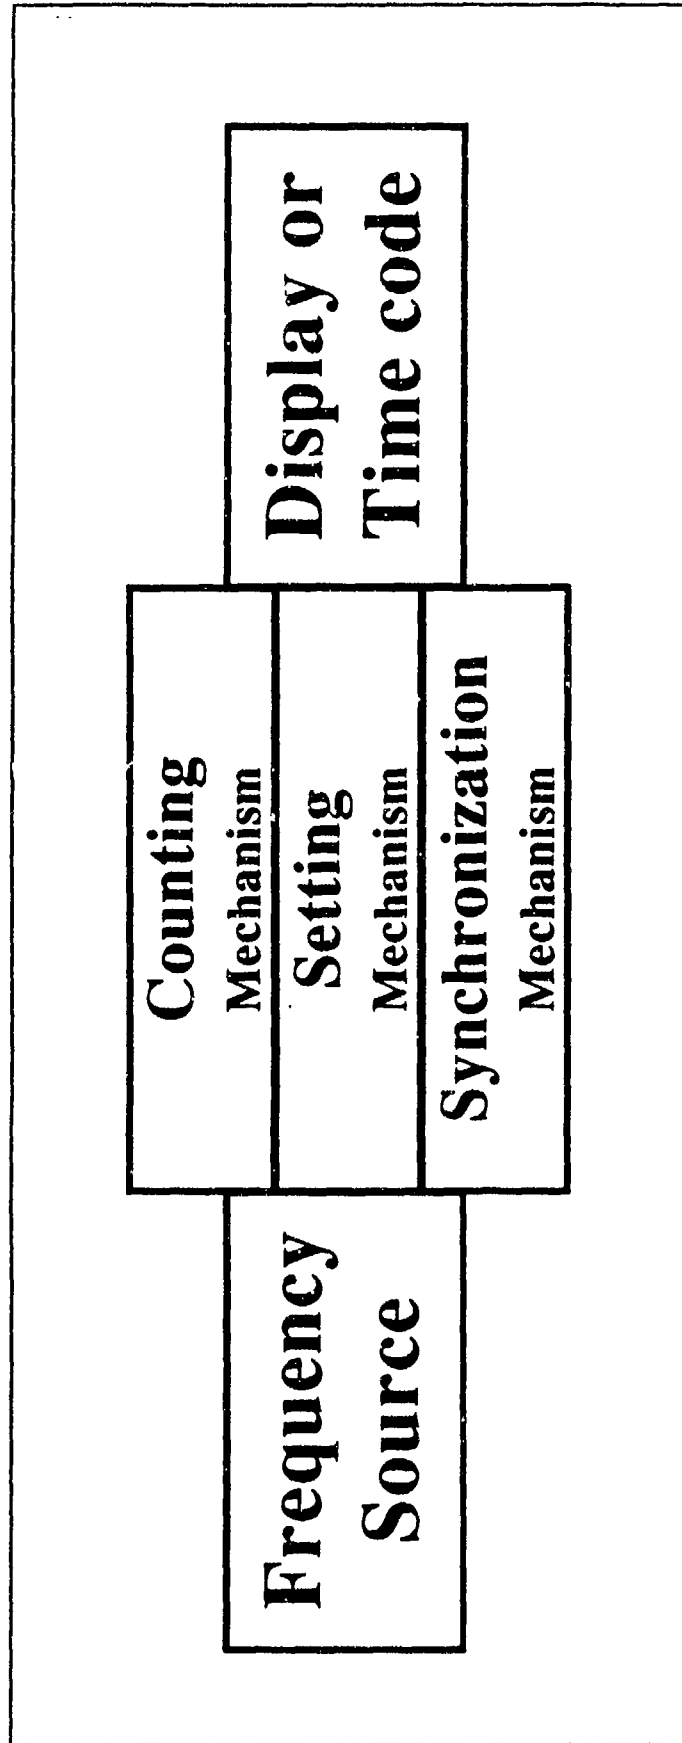 Frequency
Source
Counting
Mechanism
Setting
Mechanism
Synchronization
Mechanism
Display or
Time code